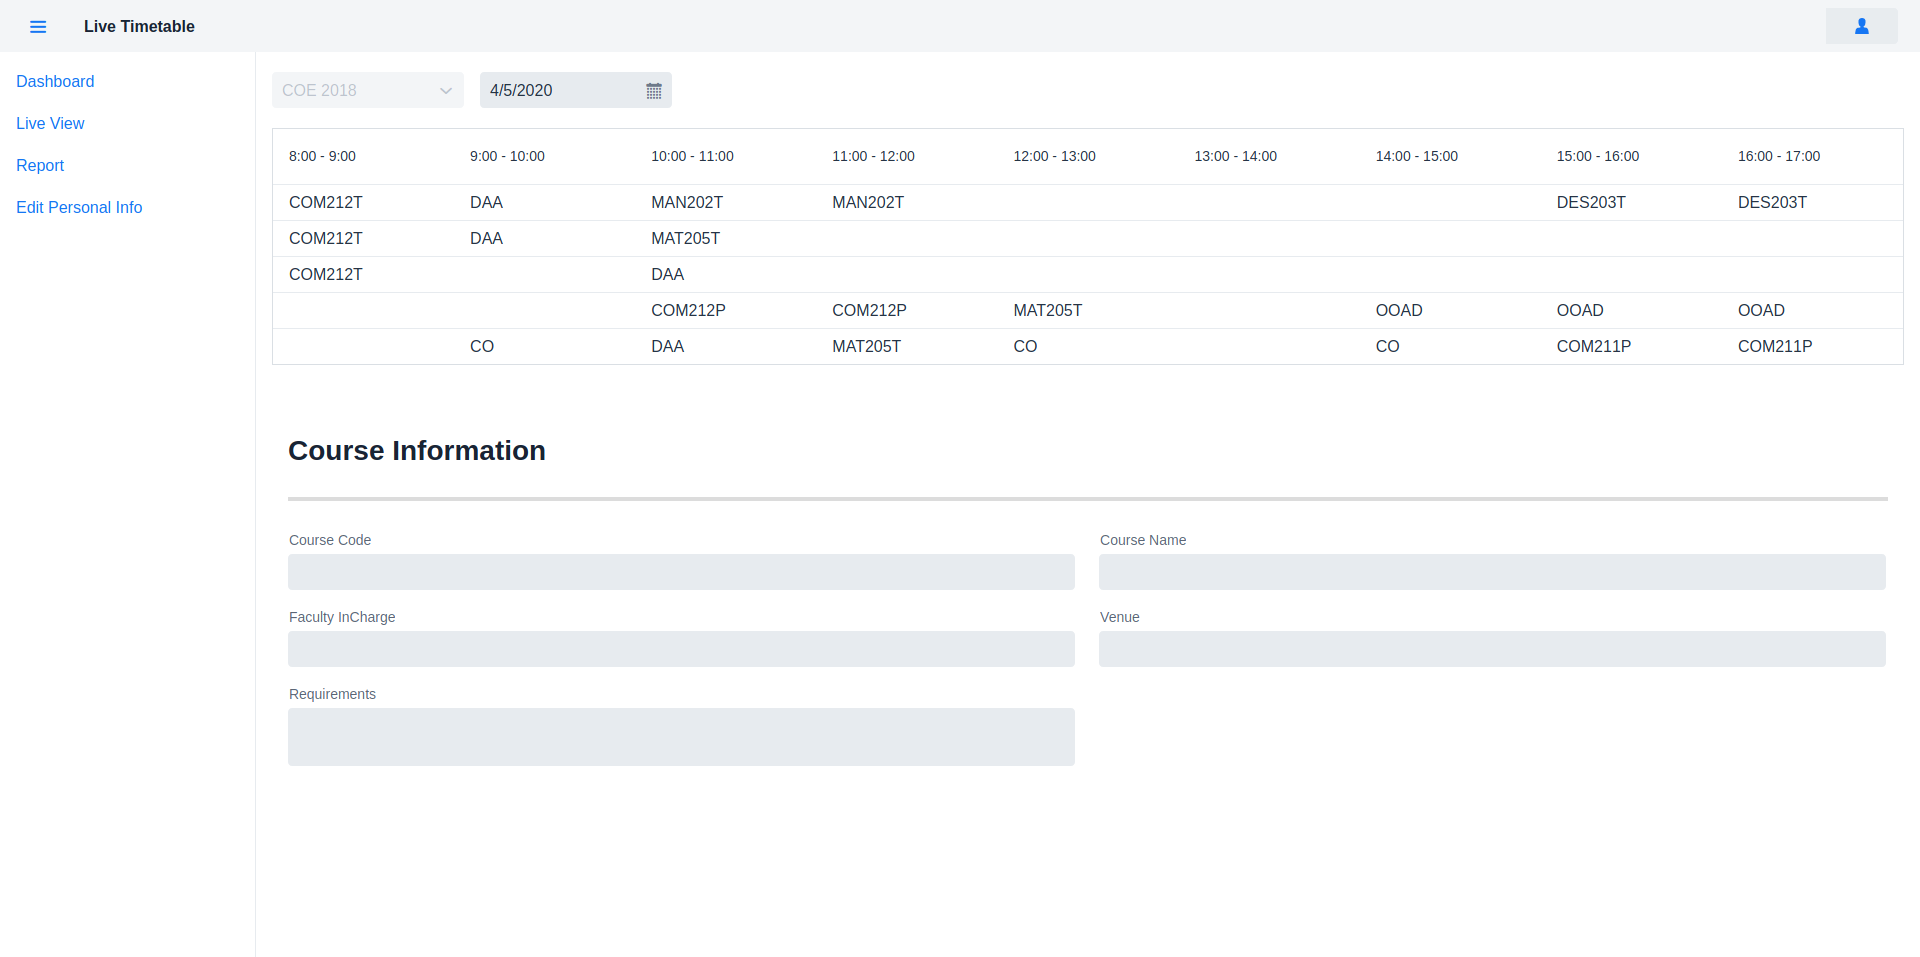 Live Timetable
Dashboard
Live View
Report
Edit Personal Info
COE 2018 4/5/2020
8:00 - 9:00 9:00 - 10:00 10:00 - 11:00 11:00 - 12:00 12:00 - 13:00 13:00 - 14:00 14:00 - 15:00 15:00 - 16:00 16:00 - 17:00
COM212T DAA MAN202T MAN202T DES203T DES203T
COM212T DAA MAT205T
COM212T DAA
COM212P COM212P MAT205T OOAD OOAD OOAD
CO DAA MAT205T CO CO COM211P COM211P
Course Information
Course Code Course Name
Faculty InCharge Venue
Requirements